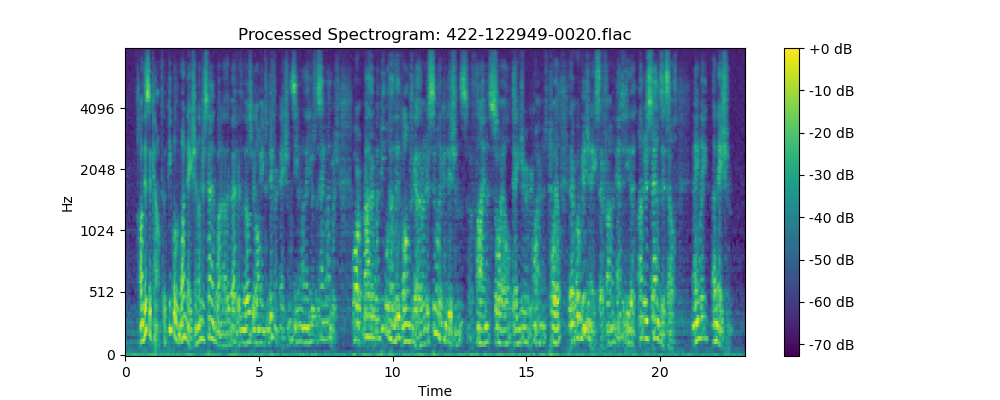 Processed Spectrogram: 422-122949-0020.flac
4096
2048
1024
512
0
Hz
0 5 10 15 20
Time
+0 dB
-10 dB
-20 dB
-30 dB
-40 dB
-50 dB
-60 dB
-70 dB